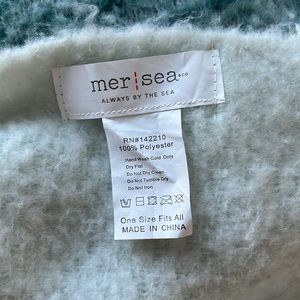 mer|sea &co
ALWAYS BY THE SEA
RN#142210
100% Polyester
Hand Wash Cold Only
Dry Flat
Do Not Dry Clean
Do Not Tumble Dry
Do Not Iron
One Size Fits All
MADE IN CHINA